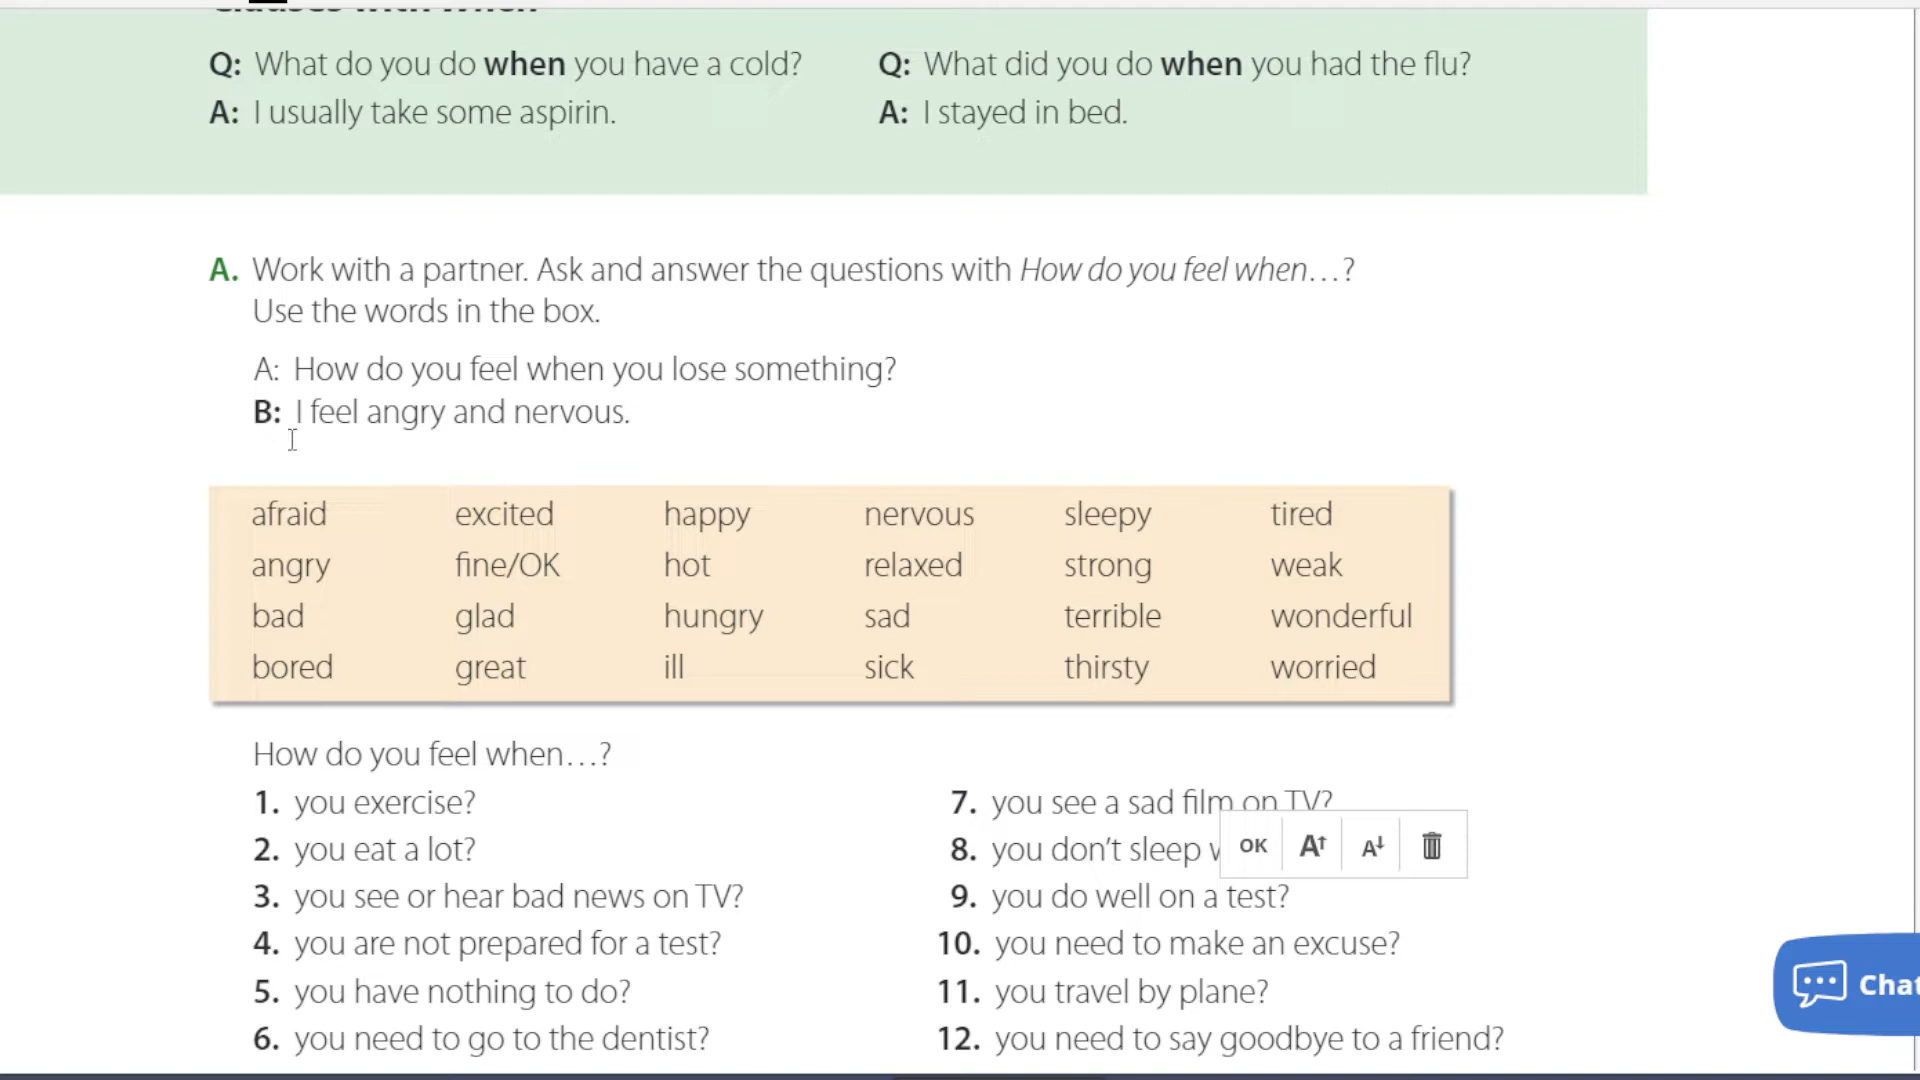 Q: What do you do when you have a cold?
A: I usually take some aspirin.
Q: What did you do when you had the flu?
A: I stayed in bed.
A. Work with a partner. Ask and answer the questions with How do you feel when…?
Use the words in the box.
A: How do you feel when you lose something?
B: I feel angry and nervous.
afraid excited happy nervous sleepy tired
angry fine/OK hot relaxed strong weak
bad glad hungry sad terrible wonderful
bored great ill sick thirsty worried
How do you feel when…?
1. you exercise?
2. you eat a lot?
3. you see or hear bad news on TV?
4. you are not prepared for a test?
5. you have nothing to do?
6. you need to go to the dentist?
7. you see a sad film on TV?
8. you don't sleep
OK A↑ A↓
9. you do well on a test?
10. you need to make an excuse?
11. you travel by plane?
12. you need to say goodbye to a friend?
Chat